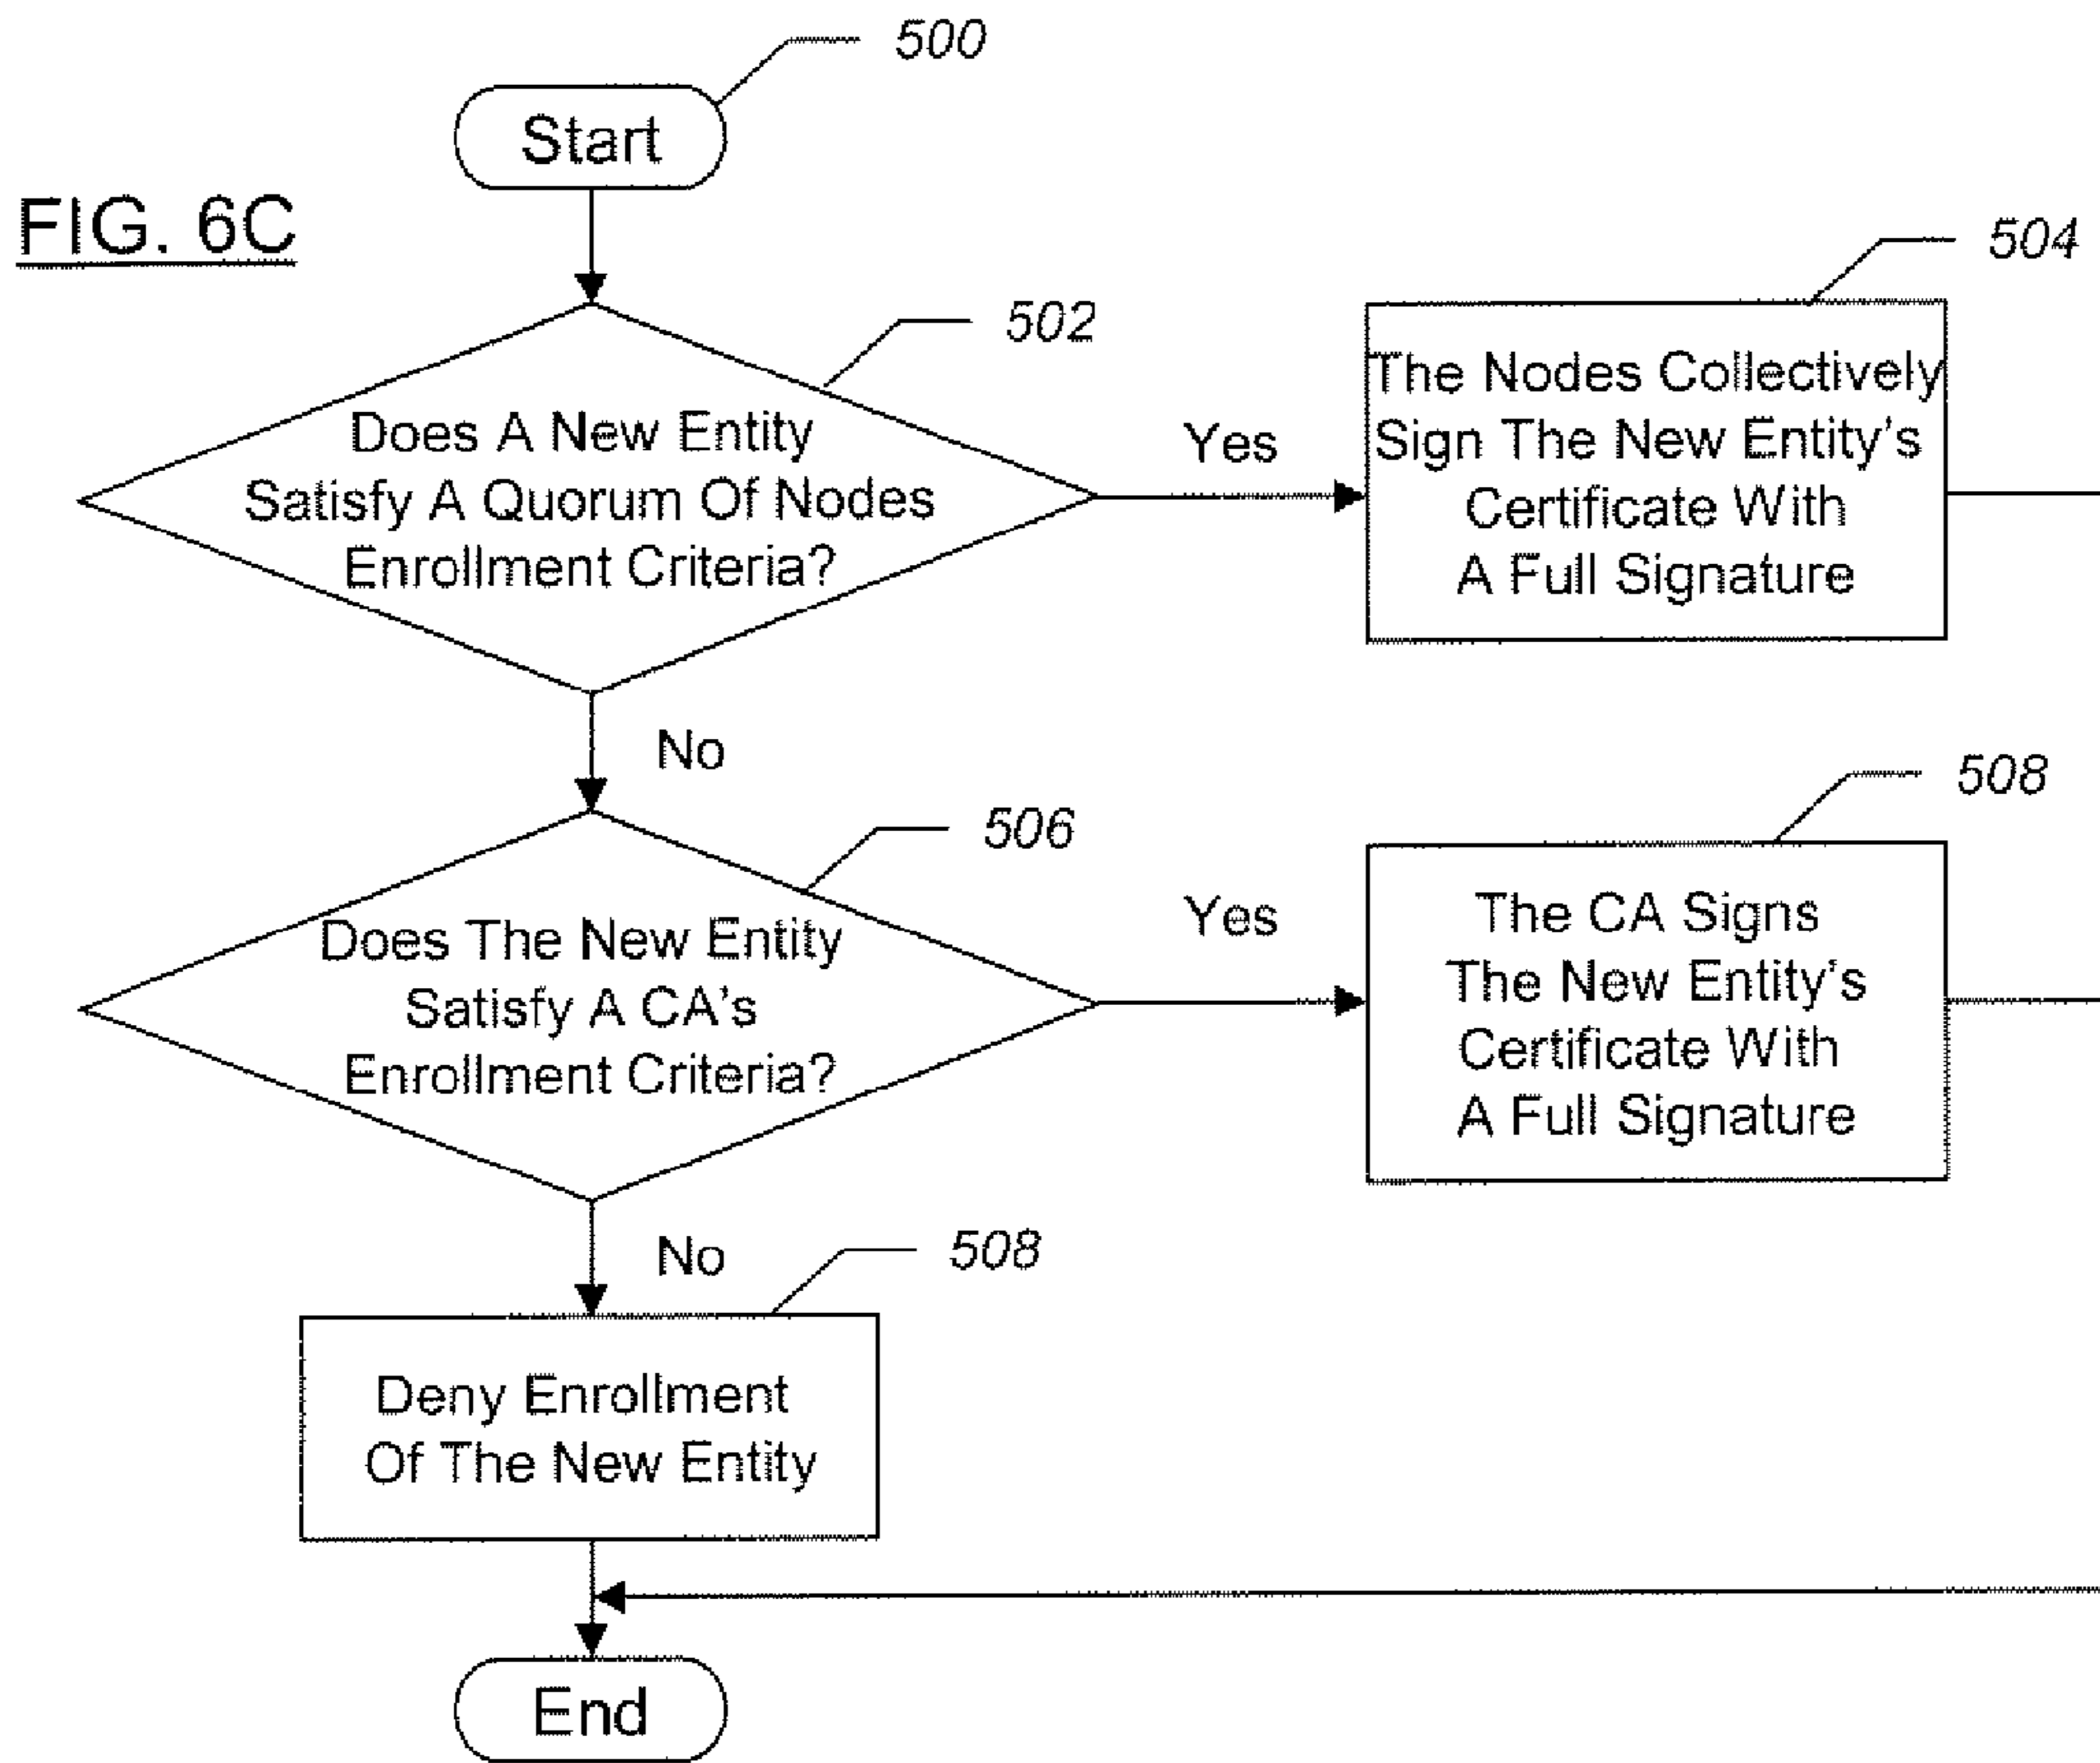 500
Start
FIG. 6C
504
502
Does A New Entity
Satisfy A Quorum Of Nodes
Enrollment Criteria?
Yes
The Nodes Collectively
Sign The New Entity's
Certificate With
A Full Signature
No
506
508
Does The New Entity
Satisfy A CA's
Enrollment Criteria?
Yes
The CA Signs
The New Entity's
Certificate With
A Full Signature
No
508
Deny Enrollment
Of The New Entity
End